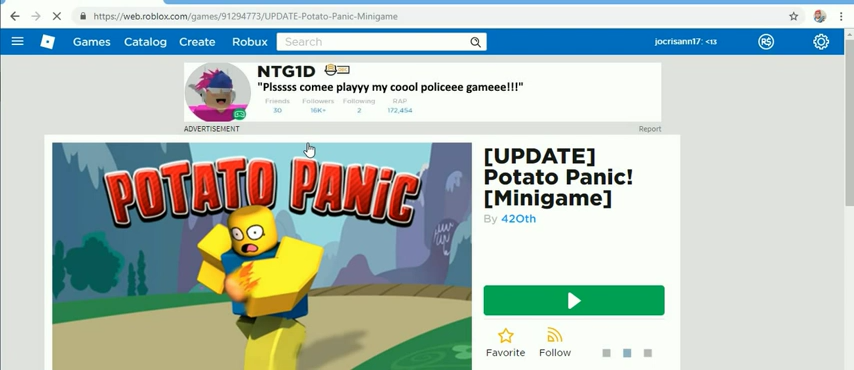 https://web.roblox.com/games/91294773/UPDATE-Potato-Panic-Minigame
Games Catalog Create Robux Search jocrisann17: <13
NTG1D
"Plsssss comee playyy my coool policeee gameee!!!"
Friends Followers Following RAP
30 16K+ 2 172,454
ADVERTISEMENT Report
POTATO PANIC
[UPDATE]
Potato Panic!
[Minigame]
By 42Oth
Favorite Follow